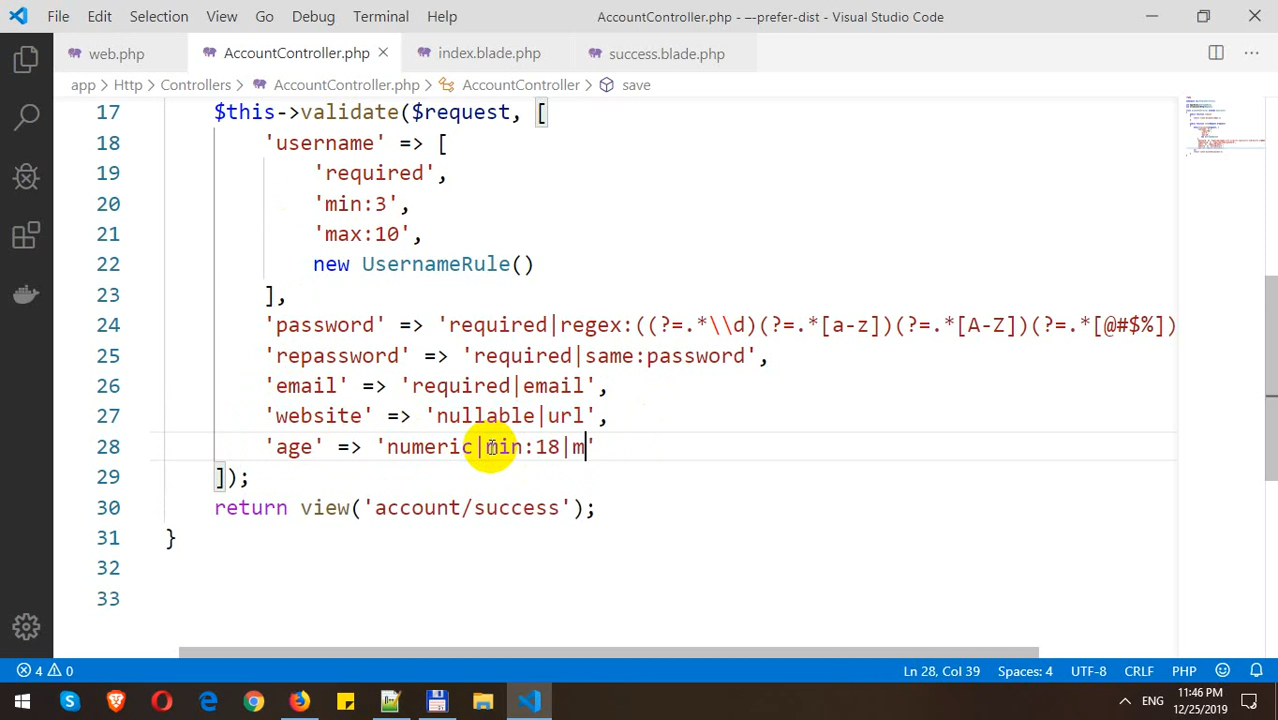 File Edit Selection View Go Debug Terminal Help AccountController.php - --prefer-dist - Visual Studio Code
web.php AccountController.php index.blade.php success.blade.php
app > Http > Controllers > AccountController.php > AccountController > save
17 $this->validate($request, [
18 'username' => [
19 'required',
20 'min:3',
21 'max:10',
22 new UsernameRule()
23 ],
24 'password' => 'required|regex:((?=.*\\d)(?=.*[a-z])(?=.*[A-Z])(?=.*[@#$%])
25 'repassword' => 'required|same:password',
26 'email' => 'required|email',
27 'website' => 'nullable|url',
28 'age' => 'numeric|min:18|m'
29 ]);
30 return view('account/success');
31 }
32
33
4 0 Ln 28, Col 39 Spaces: 4 UTF-8 CRLF PHP
ENG 11:46 PM
12/25/2019